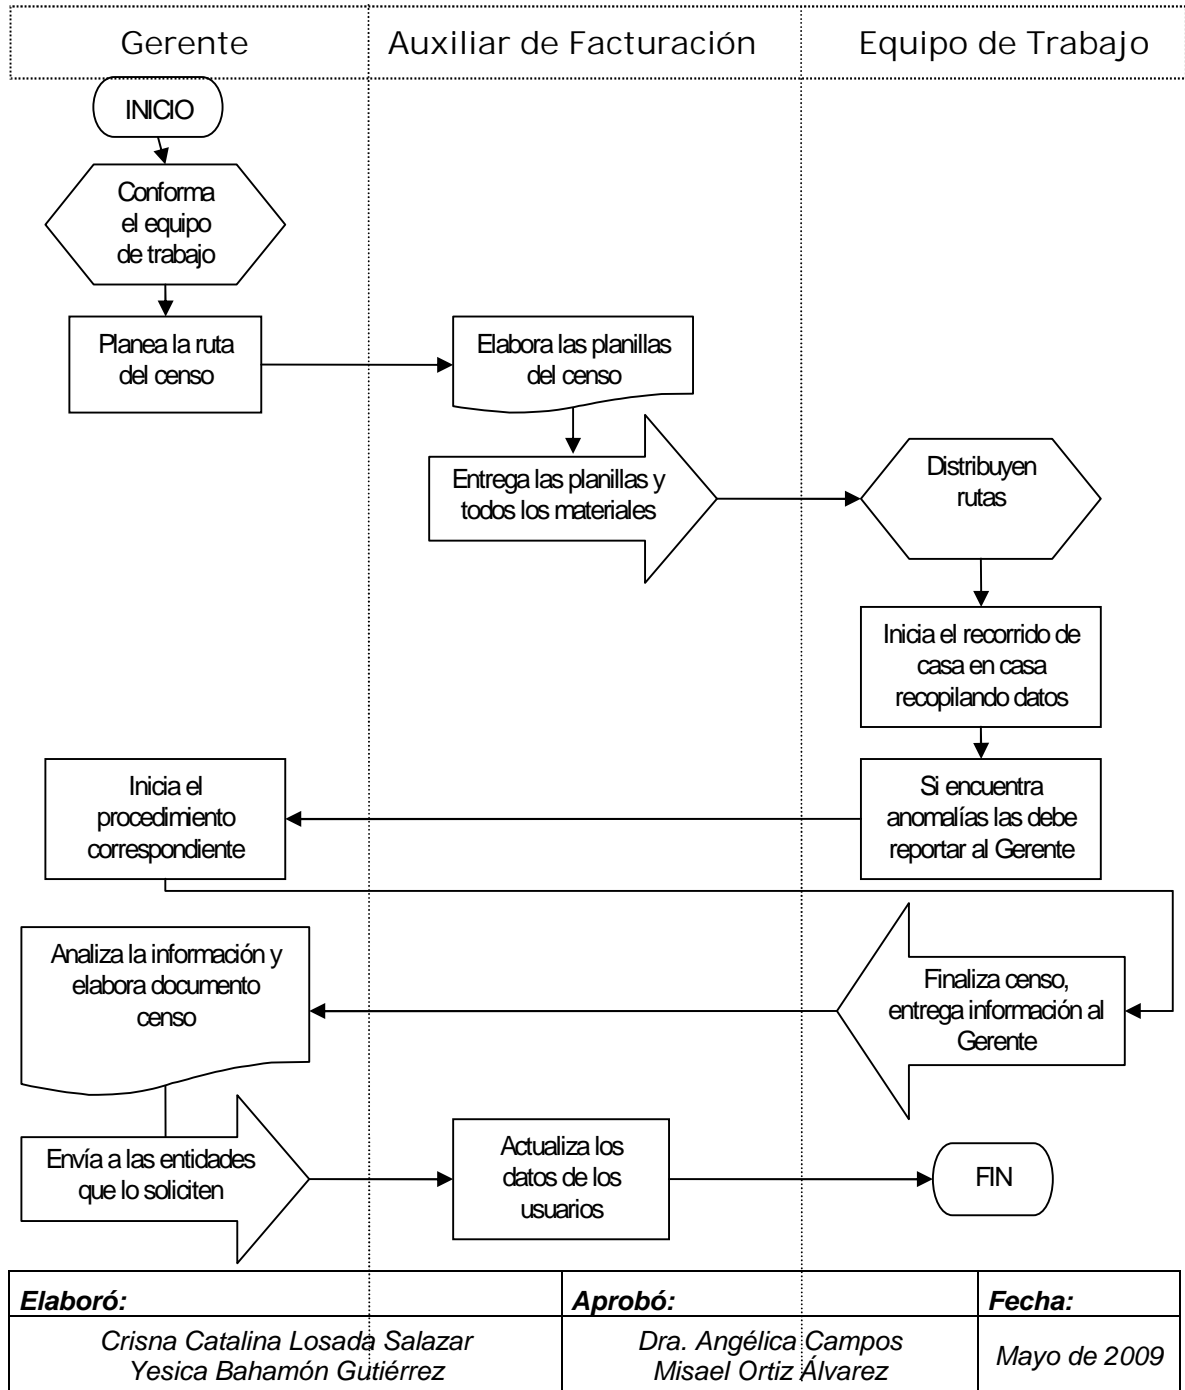 Gerente
Auxiliar de Facturación
Equipo de Trabajo
INICIO
Conforma
el equipo
de trabajo
Planea la ruta
del censo
Elabora las planillas
del censo
Entrega las planillas y
todos los materiales
Distribuyen
rutas
Inicia el recorrido de
casa en casa
recopilando datos
Si encuentra
anomalías las debe
reportar al Gerente
Inicia el
procedimiento
correspondiente
Finaliza censo,
entrega información al
Gerente
Analiza la información y
elabora documento
censo
Envía a las entidades
que lo soliciten
Actualiza los
datos de los
usuarios
FIN
Elaboró:
Aprobó:
Fecha:
Crisna Catalina Losada Salazar
Yesica Bahamón Gutiérrez
Dra. Angélica Campos
Misael Ortiz Álvarez
Mayo de 2009